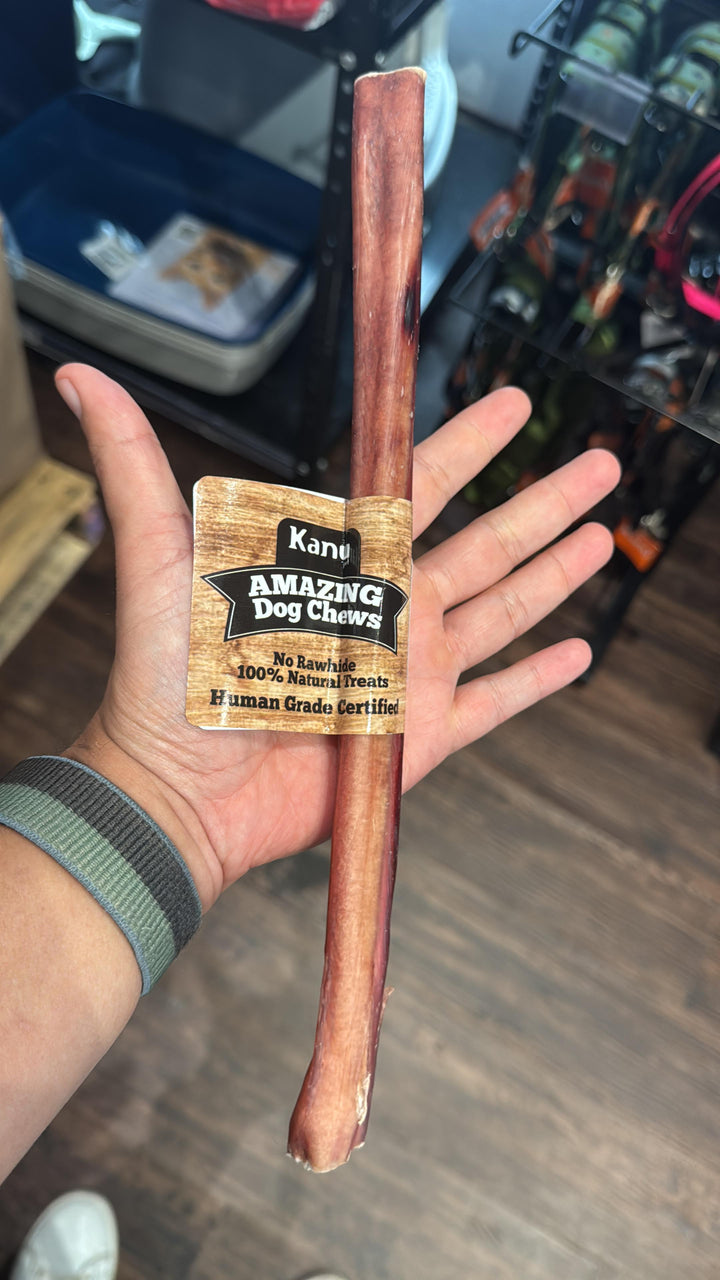 Kanu
AMAZING
Dog Chews
No Rawhide
100% Natural Treats
Human Grade Certified